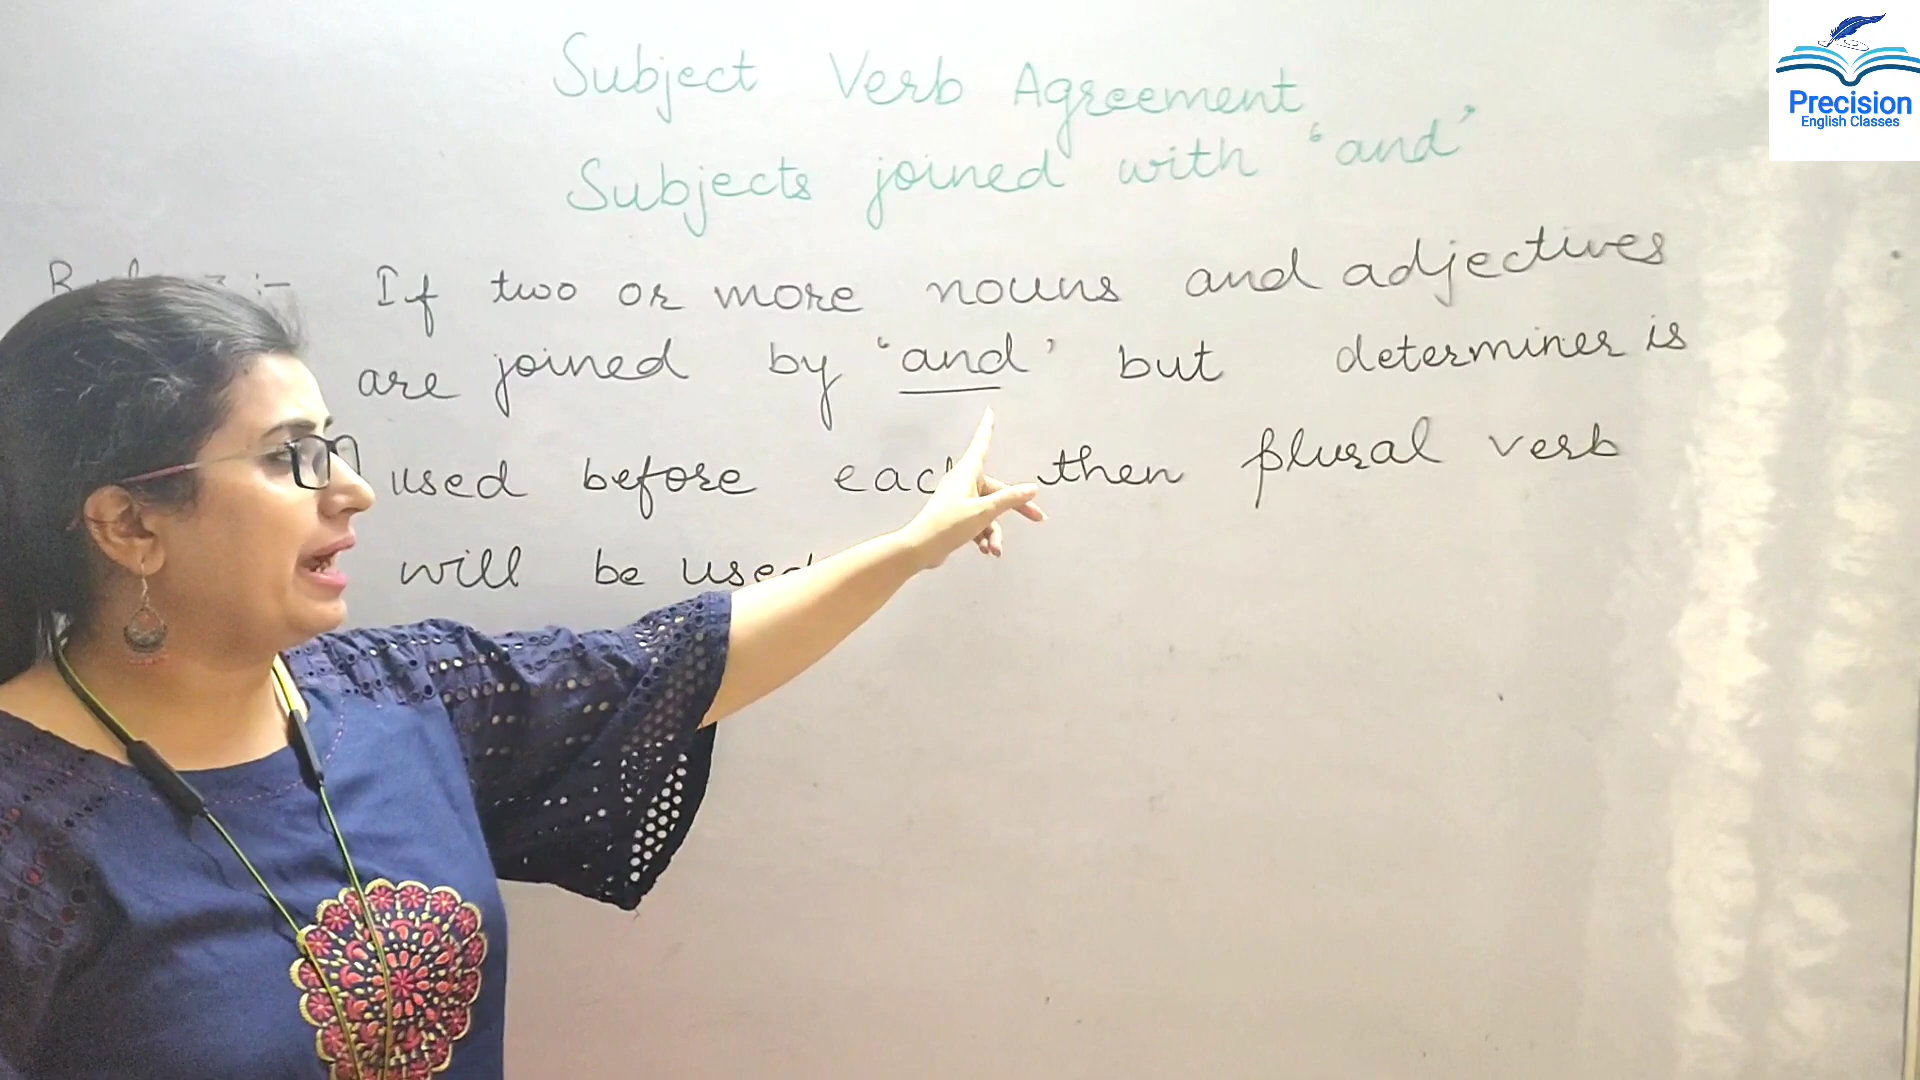 Subject Verb Agreement
Subjects joined with 'and'
:- If two or more nouns and adjectives
are joined by 'and' but determiner is
used before each then plural verb
will be used
Precision
English Classes